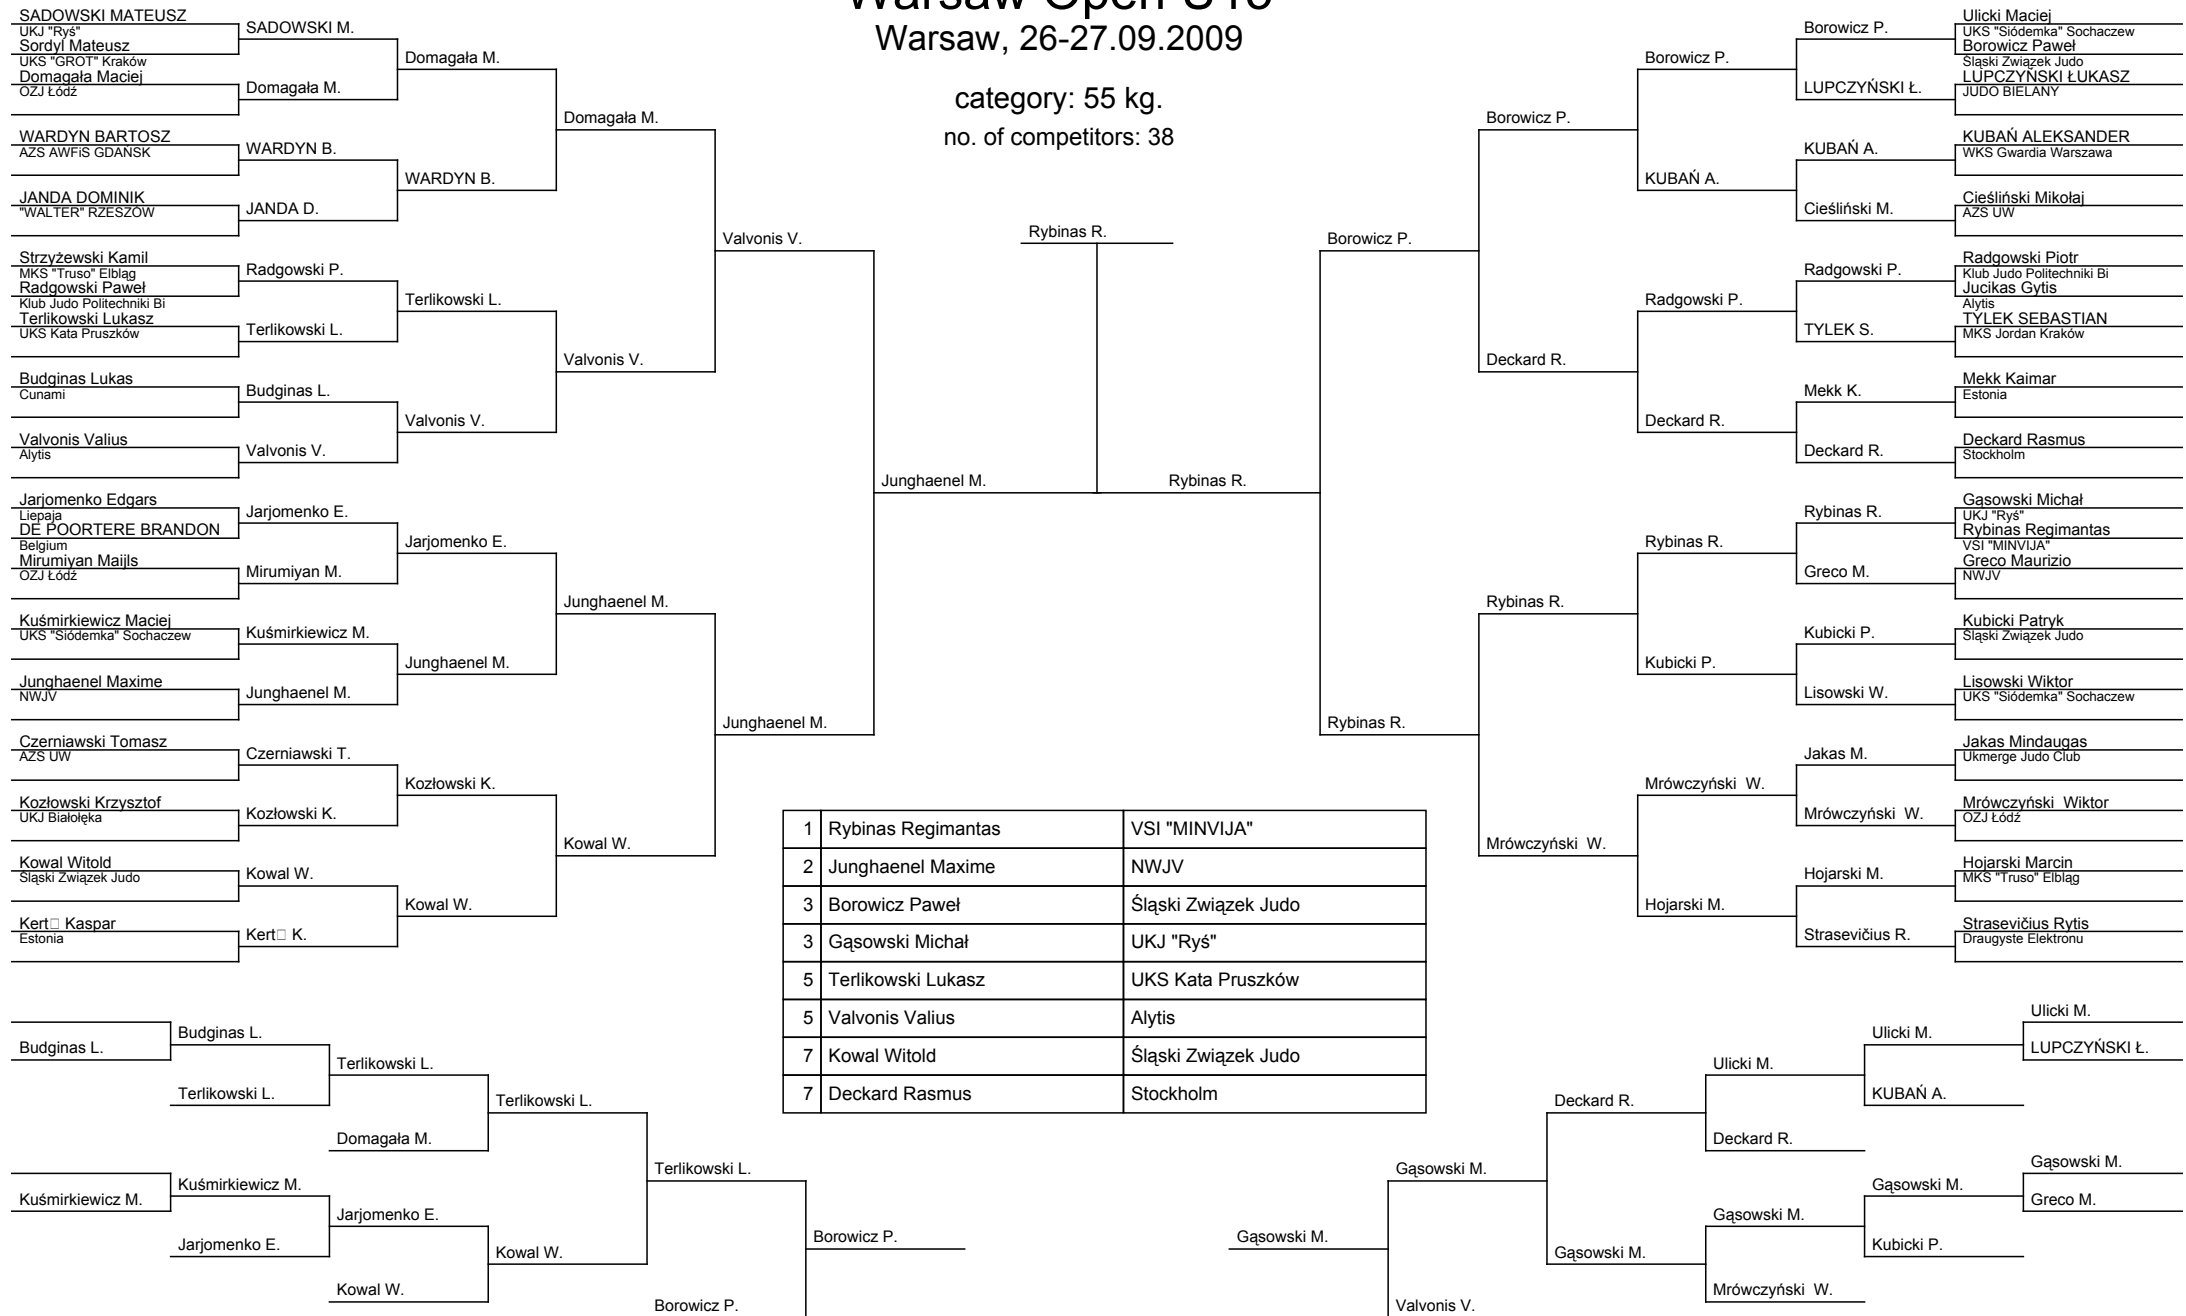 Warsaw Open U16
Warsaw, 26-27.09.2009
category: 55 kg.
no. of competitors: 38
SADOWSKI MATEUSZ
UKJ "Ryś"
Sordyl Mateusz
UKS "GROT" Kraków
Domagała Maciej
OZJ Łódź
WARDYN BARTOSZ
AZS AWFiS GDAŃSK
JANDA DOMINIK
"WALTER" RZESZÓW
Strzyżewski Kamil
MKS "Truso" Elbląg
Radgowski Paweł
Klub Judo Politechniki Bi
Terlikowski Lukasz
UKS Kata Pruszków
Budginas Lukas
Cunami
Valvonis Valius
Alytis
Jarjomenko Edgars
Liepaja
DE POORTERE BRANDON
Belgium
Mirumiyan Maijls
OZJ Łódź
Kuśmirkiewicz Maciej
UKS "Siódemka" Sochaczew
Junghaenel Maxime
NWJV
Czerniawski Tomasz
AZS UW
Kozłowski Krzysztof
UKJ Białołęka
Kowal Witold
Śląski Związek Judo
Kert□ Kaspar
Estonia
SADOWSKI M.
Domagała M.
WARDYN B.
JANDA D.
Radgowski P.
Terlikowski L.
Budginas L.
Valvonis V.
Jarjomenko E.
Mirumiyan M.
Kuśmirkiewicz M.
Junghaenel M.
Czerniawski T.
Kozłowski K.
Kowal W.
Kert□ K.
Domagała M.
WARDYN B.
Terlikowski L.
Valvonis V.
Jarjomenko E.
Junghaenel M.
Kozłowski K.
Kowal W.
Domagała M.
Valvonis V.
Junghaenel M.
Kowal W.
Valvonis V.
Junghaenel M.
Junghaenel M.
Rybinas R.
Rybinas R.
Borowicz P.
Rybinas R.
Borowicz P.
Deckard R.
Rybinas R.
Mrówczyński W.
Borowicz P.
KUBAŃ A.
Radgowski P.
Deckard R.
Rybinas R.
Kubicki P.
Mrówczyński W.
Hojarski M.
Borowicz P.
LUPCZYŃSKI Ł.
KUBAŃ A.
Cieśliński M.
Radgowski P.
TYLEK S.
Mekk K.
Deckard R.
Rybinas R.
Greco M.
Kubicki P.
Lisowski W.
Jakas M.
Mrówczyński W.
Hojarski M.
Strasevičius R.
Ulicki Maciej
UKS "Siódemka" Sochaczew
Borowicz Paweł
Śląski Związek Judo
LUPCZYŃSKI ŁUKASZ
JUDO BIELANY
KUBAŃ ALEKSANDER
WKS Gwardia Warszawa
Cieśliński Mikołaj
AZS UW
Radgowski Piotr
Klub Judo Politechniki Bi
Jucikas Gytis
Alytis
TYLEK SEBASTIAN
MKS Jordan Kraków
Mekk Kaimar
Estonia
Deckard Rasmus
Stockholm
Gąsowski Michał
UKJ "Ryś"
Rybinas Regimantas
VSI "MINVIJA"
Greco Maurizio
NWJV
Kubicki Patryk
Śląski Związek Judo
Lisowski Wiktor
UKS "Siódemka" Sochaczew
Jakas Mindaugas
Ukmerge Judo Club
Mrówczyński Wiktor
OZJ Łódź
Hojarski Marcin
MKS "Truso" Elbląg
Strasevičius Rytis
Draugyste Elektronu
1 Rybinas Regimantas VSI "MINVIJA"
2 Junghaenel Maxime NWJV
3 Borowicz Paweł Śląski Związek Judo
3 Gąsowski Michał UKJ "Ryś"
5 Terlikowski Lukasz UKS Kata Pruszków
5 Valvonis Valius Alytis
7 Kowal Witold Śląski Związek Judo
7 Deckard Rasmus Stockholm
Budginas L.
Kuśmirkiewicz M.
Budginas L.
Terlikowski L.
Kuśmirkiewicz M.
Jarjomenko E.
Terlikowski L.
Domagała M.
Jarjomenko E.
Kowal W.
Terlikowski L.
Kowal W.
Terlikowski L.
Borowicz P.
Borowicz P.
Gąsowski M.
Gąsowski M.
Valvonis V.
Deckard R.
Gąsowski M.
Ulicki M.
Deckard R.
Gąsowski M.
Mrówczyński W.
Ulicki M.
KUBAŃ A.
Gąsowski M.
Kubicki P.
Ulicki M.
LUPCZYŃSKI Ł.
Gąsowski M.
Greco M.